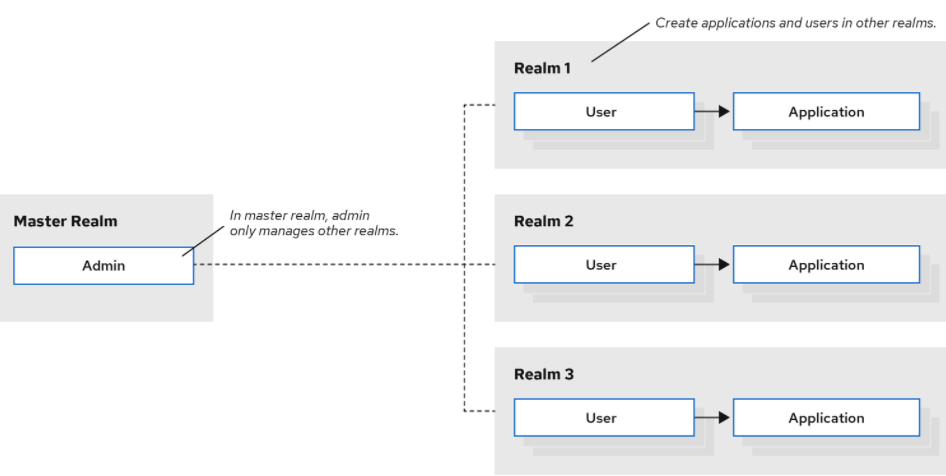 Create applications and users in other realms.
Realm 1
User
Application
Master Realm
In master realm, admin
only manages other realms.
Admin
Realm 2
User
Application
Realm 3
User
Application